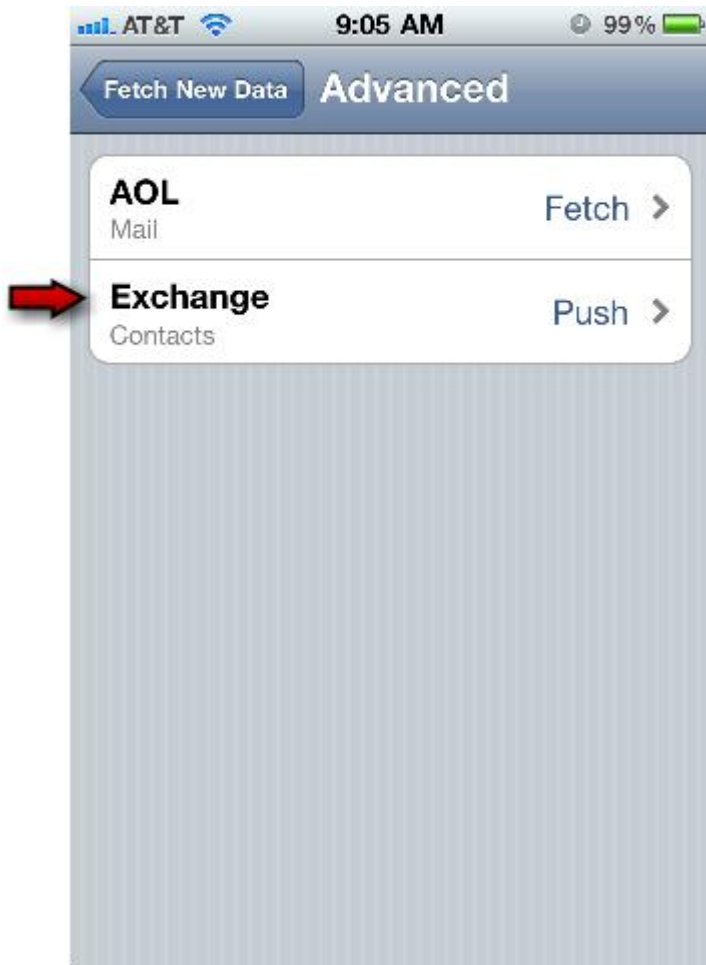 AT&T 9:05 AM 99%
Fetch New Data Advanced
AOL Fetch
Mail
Exchange Push
Contacts